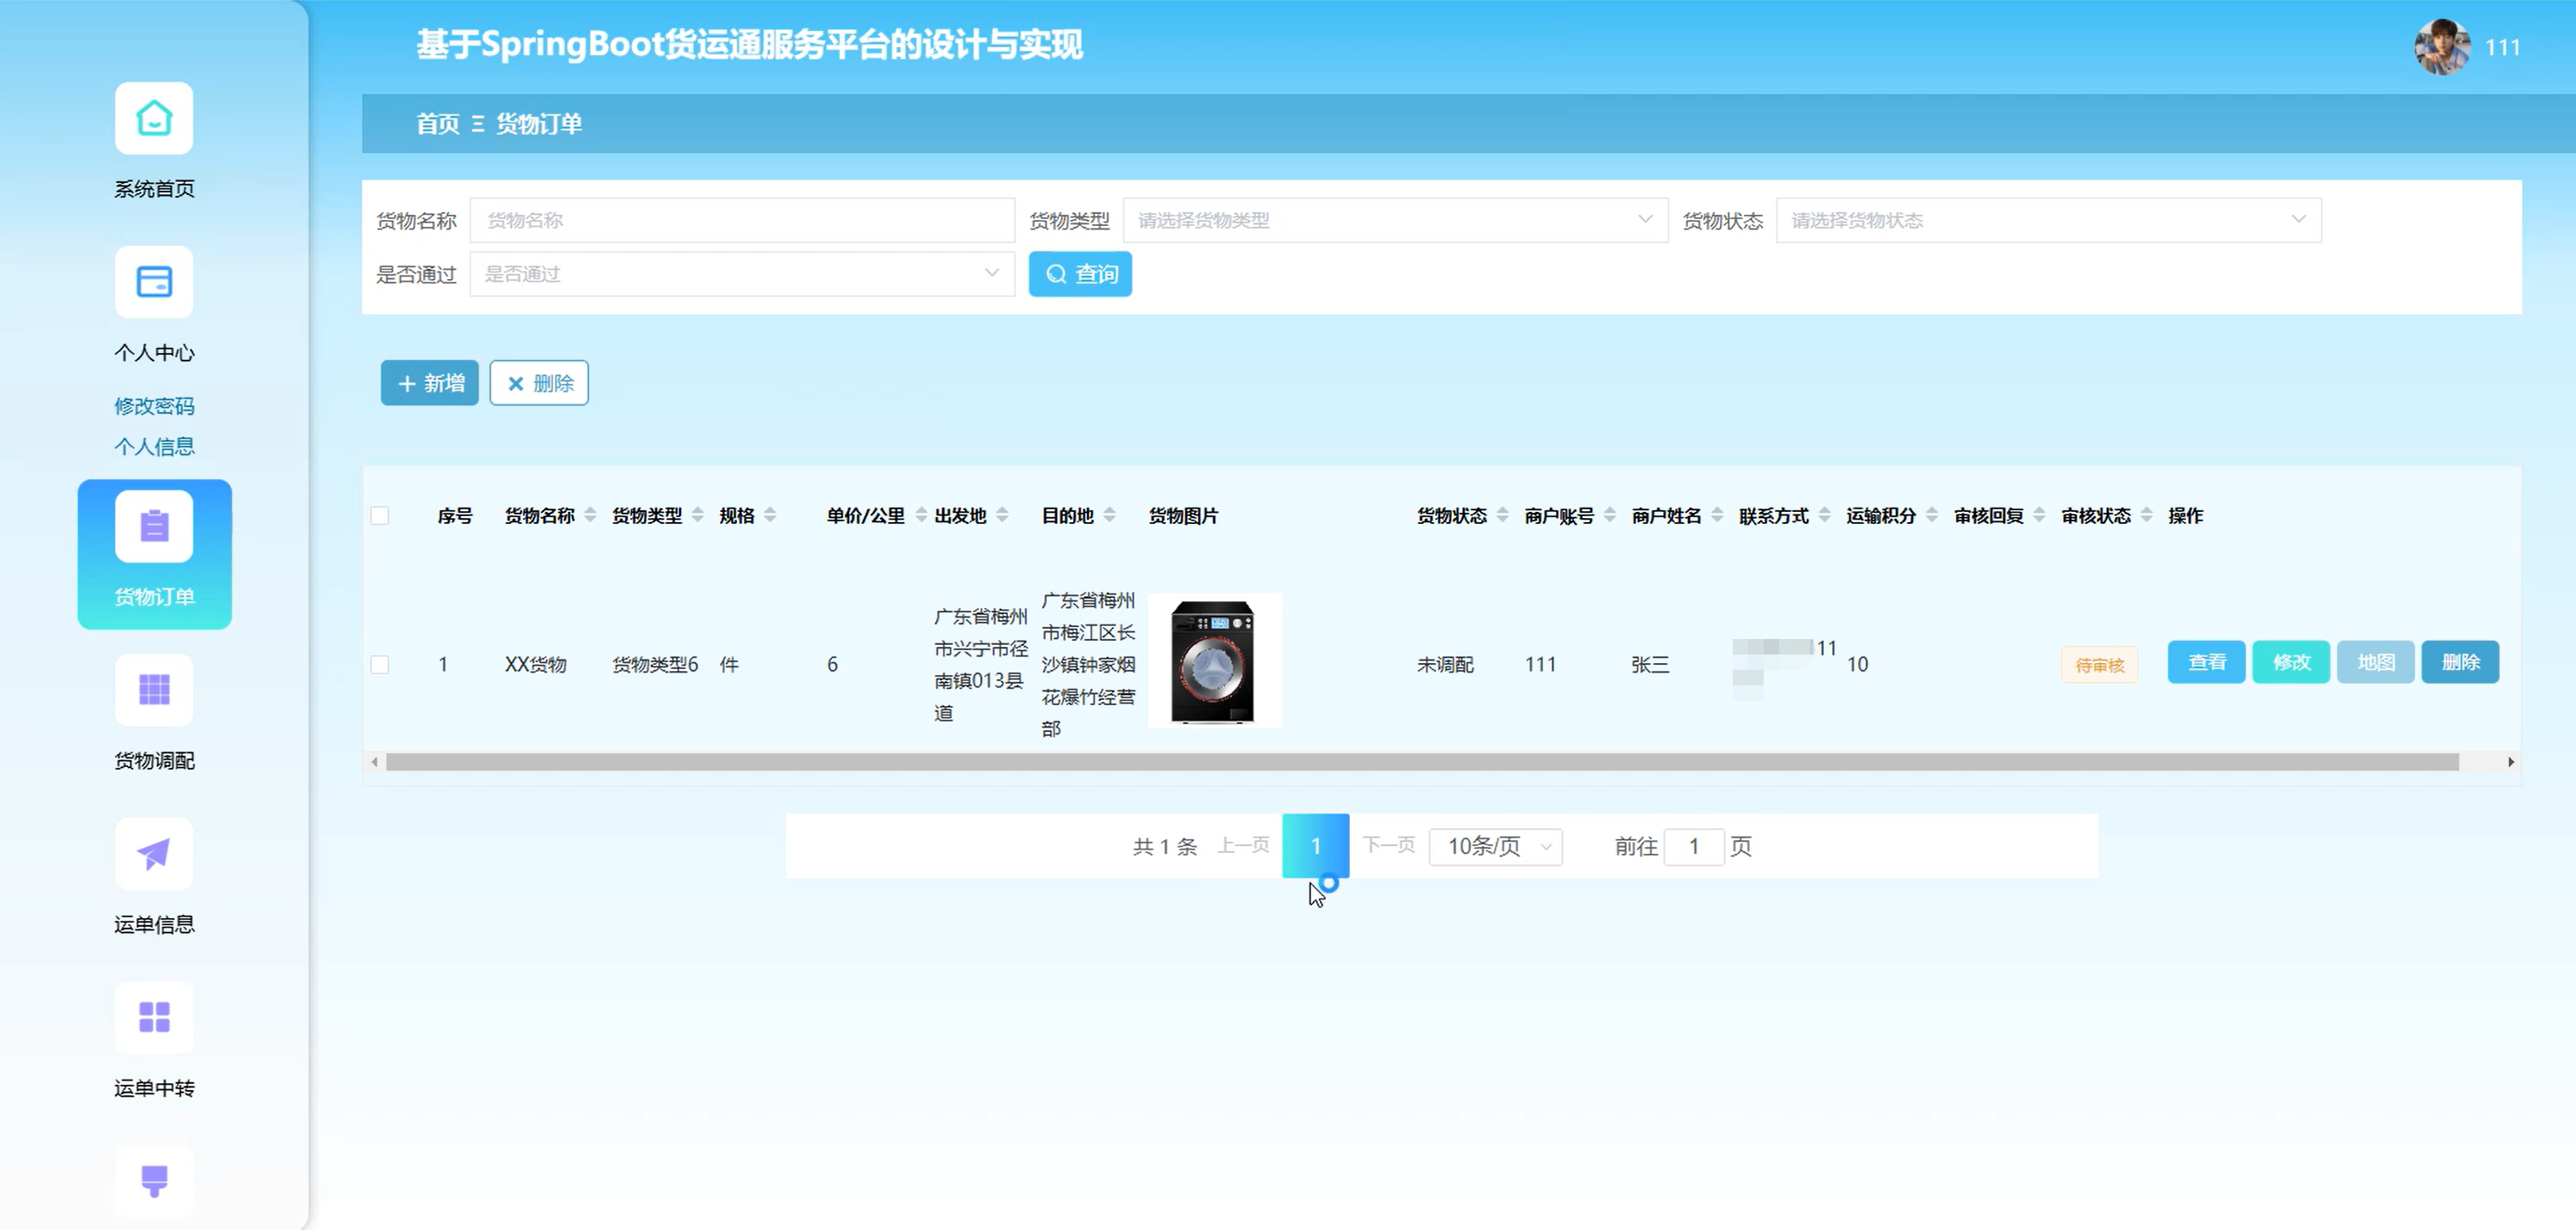 基于SpringBoot货运通服务平台的设计与实现
111
首页 Ξ 货物订单
系统首页
个人中心
修改密码
个人信息
货物订单
货物调配
运单信息
运单中转
货物名称 货物名称 货物类型 请选择货物类型 货物状态 请选择货物状态
是否通过 是否通过 查询
新增 删除
序号 货物名称 货物类型 规格 单价/公里 出发地 目的地 货物图片 货物状态 商户账号 商户姓名 联系方式 运输积分 审核回复 审核状态 操作
1 XX货物 货物类型6 件 6
广东省梅州
市兴宁市径
南镇013县
道
广东省梅州
市梅江区长
沙镇钟家烟
花爆竹经营
部
未调配 111 张三 11 10 待审核 查看 修改 地图 删除
共 1 条 上一页 1 下一页 10条/页 前往 1 页